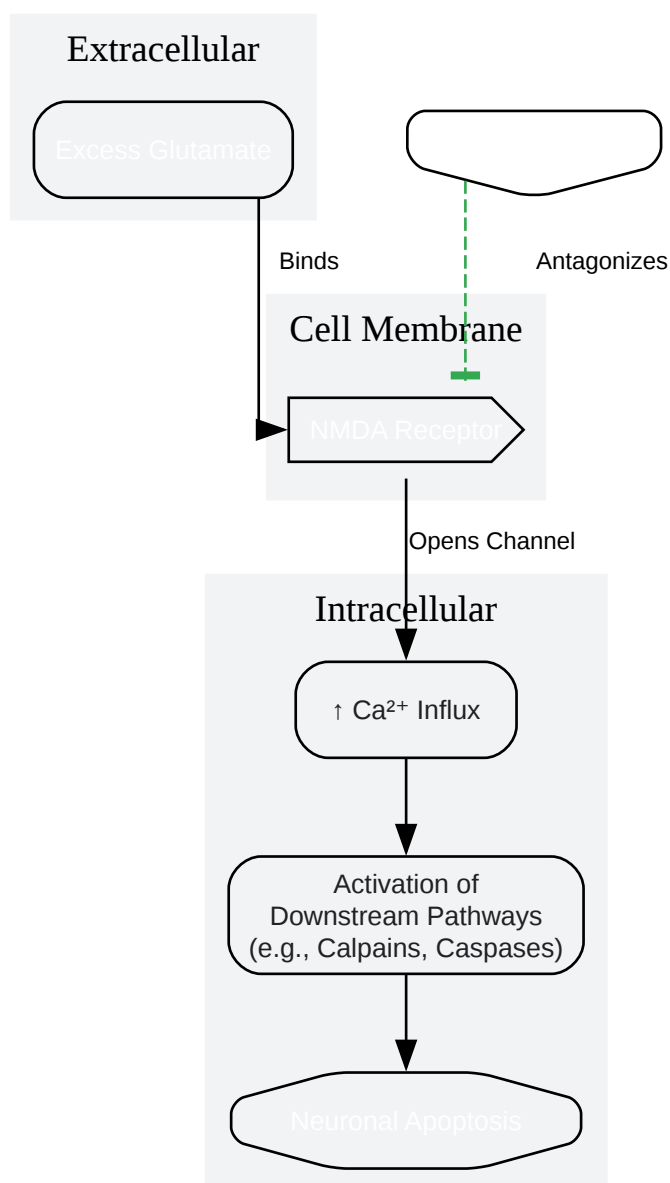 Extracellular
Excess Glutamate
Binds
Antagonizes
Cell Membrane
NMDA Receptor
Opens Channel
Intracellular
↑ Ca²⁺ Influx
Activation of
Downstream Pathways
(e.g., Calpains, Caspases)
Neuronal Apoptosis